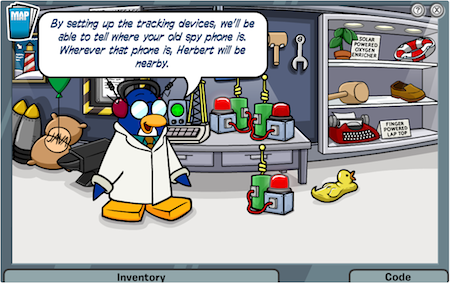 MAP
By setting up the tracking devices, we'll be
able to tell where your old spy phone is.
Wherever that phone is, Herbert will be
nearby.
?
X
SOLAR
POWERED
OXYGEN
ENRICHER
FINGER
POWERED
LAP TOP
Inventory
Code